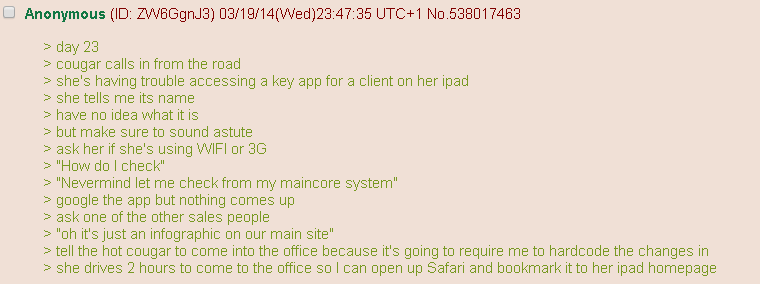 Anonymous (ID: ZW6GgnJ3) 03/19/14(Wed)23:47:35 UTC+1 No.538017463
> day 23
> cougar calls in from the road
> she's having trouble accessing a key app for a client on her ipad
> she tells me its name
> have no idea what it is
> but make sure to sound astute
> ask her if she's using WIFI or 3G
> "How do I check"
> "Nevermind let me check from my maincore system"
> google the app but nothing comes up
> ask one of the other sales people
> "oh it's just an infographic on our main site"
> tell the hot cougar to come into the office because it's going to require me to hardcode the changes in
> she drives 2 hours to come to the office so I can open up Safari and bookmark it to her ipad homepage